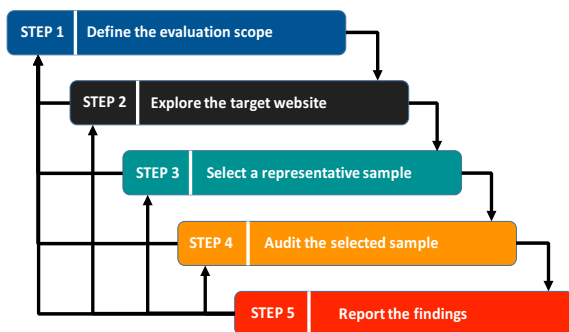 STEP 1 Define the evaluation scope
STEP 2 Explore the target website
STEP 3 Select a representative sample
STEP 4 Audit the selected sample
STEP 5 Report the findings